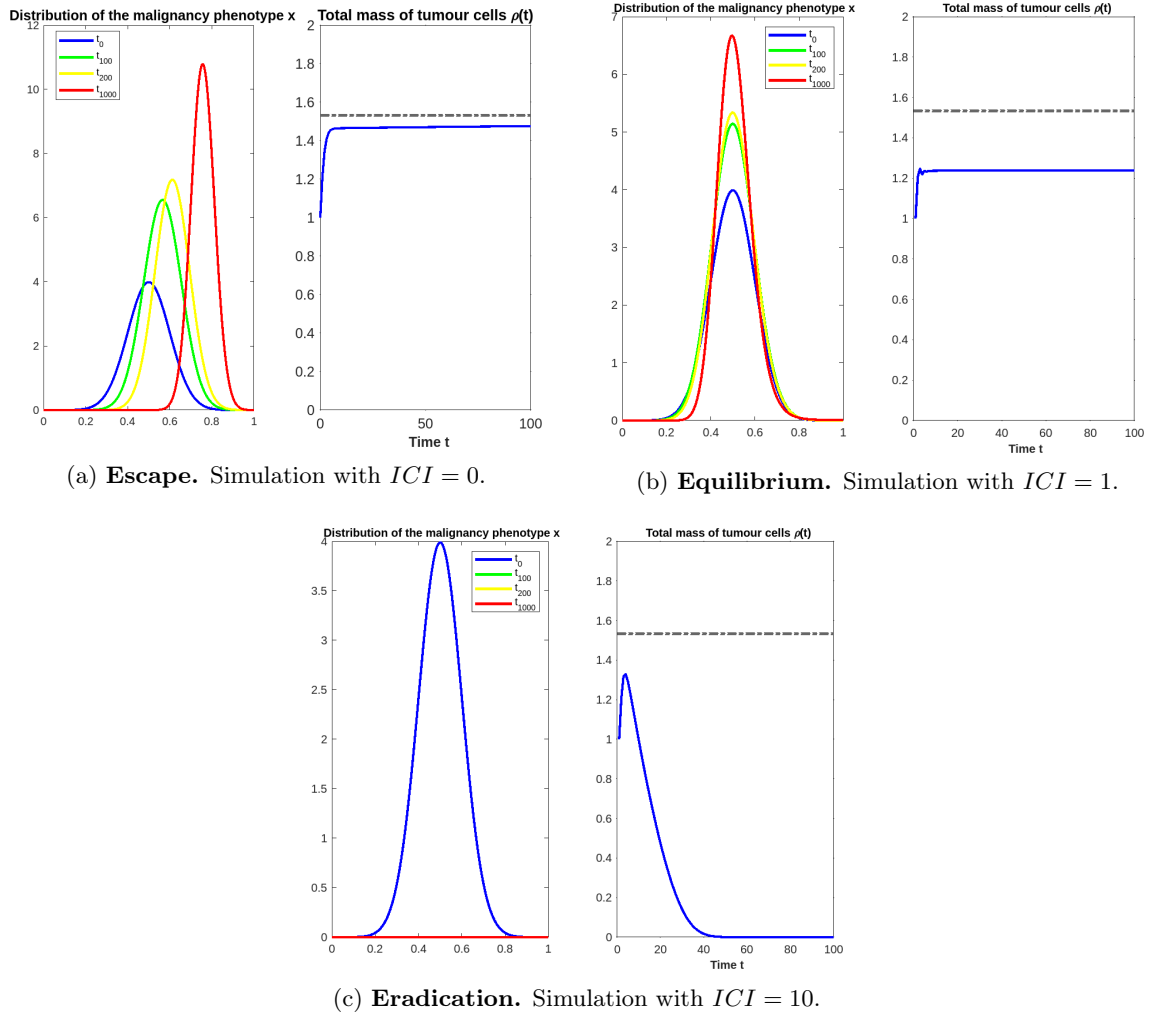 Distribution of the malignancy phenotype x
12
10
8
6
4
2
0
0 0.2 0.4 0.6 0.8 1
t0
t100
t200
t1000
Total mass of tumour cells ρ(t)
2
1.8
1.6
1.4
1.2
1
0.8
0.6
0.4
0.2
0
0 50 100
Time t
(a) Escape. Simulation with ICI = 0.
Distribution of the malignancy phenotype x
7
6
5
4
3
2
1
0
0 0.2 0.4 0.6 0.8 1
t0
t100
t200
t1000
Total mass of tumour cells ρ(t)
2
1.8
1.6
1.4
1.2
1
0.8
0.6
0.4
0.2
0
0 20 40 60 80 100
Time t
(b) Equilibrium. Simulation with ICI = 1.
Distribution of the malignancy phenotype x
4
3.5
3
2.5
2
1.5
1
0.5
0
0 0.2 0.4 0.6 0.8 1
t0
t100
t200
t1000
Total mass of tumour cells ρ(t)
2
1.8
1.6
1.4
1.2
1
0.8
0.6
0.4
0.2
0
0 20 40 60 80 100
Time t
(c) Eradication. Simulation with ICI = 10.